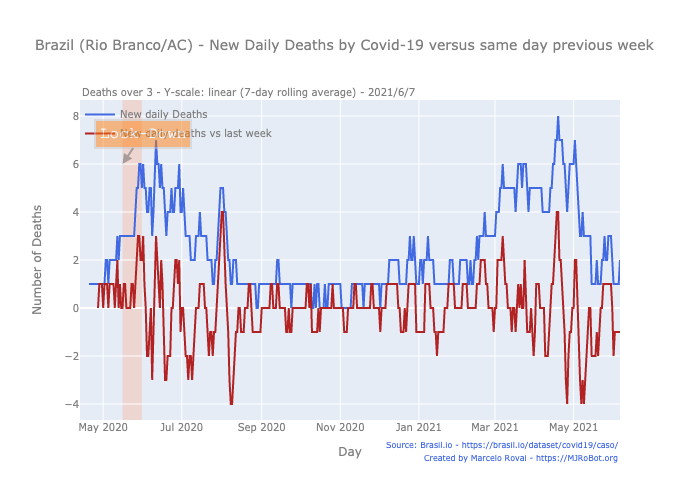 Brazil (Rio Branco/AC) - New Daily Deaths by Covid-19 versus same day previous week
Deaths over 3 - Y-scale: linear (7-day rolling average) - 2021/6/7
New daily Deaths
New daily Deaths vs last week
Lock-Down
Number of Deaths
8
6
4
2
0
−2
−4
May 2020
Jul 2020
Sep 2020
Nov 2020
Jan 2021
Mar 2021
May 2021
Day
Source: Brasil.io - https://brasil.io/dataset/covid19/caso/
Created by Marcelo Rovai - https://MJRoBot.org